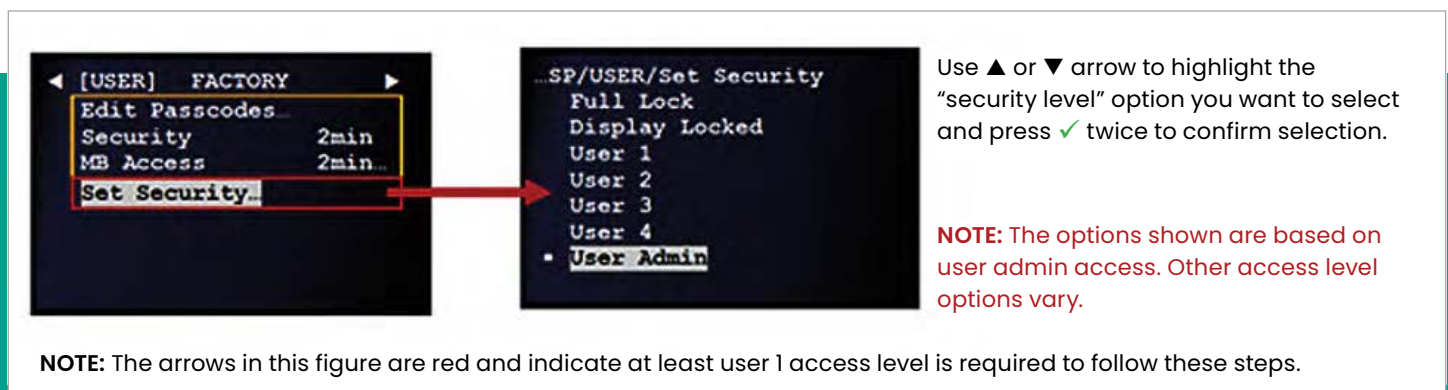 ◄ [USER] FACTORY ►
Edit Passcodes…
Security 2min
MB Access 2min…
Set Security…
…SP/USER/Set Security
Full Lock
Display Locked
User 1
User 2
User 3
User 4
▪ User Admin
Use ▲ or ▼ arrow to highlight the
“security level” option you want to select
and press ✓ twice to confirm selection.
NOTE: The options shown are based on
user admin access. Other access level
options vary.
NOTE: The arrows in this figure are red and indicate at least user 1 access level is required to follow these steps.